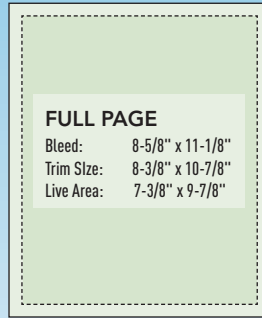 FULL PAGE
Bleed: 8-5/8" x 11-1/8"
Trim SIze: 8-3/8" x 10-7/8"
Live Area: 7-3/8" x 9-7/8"